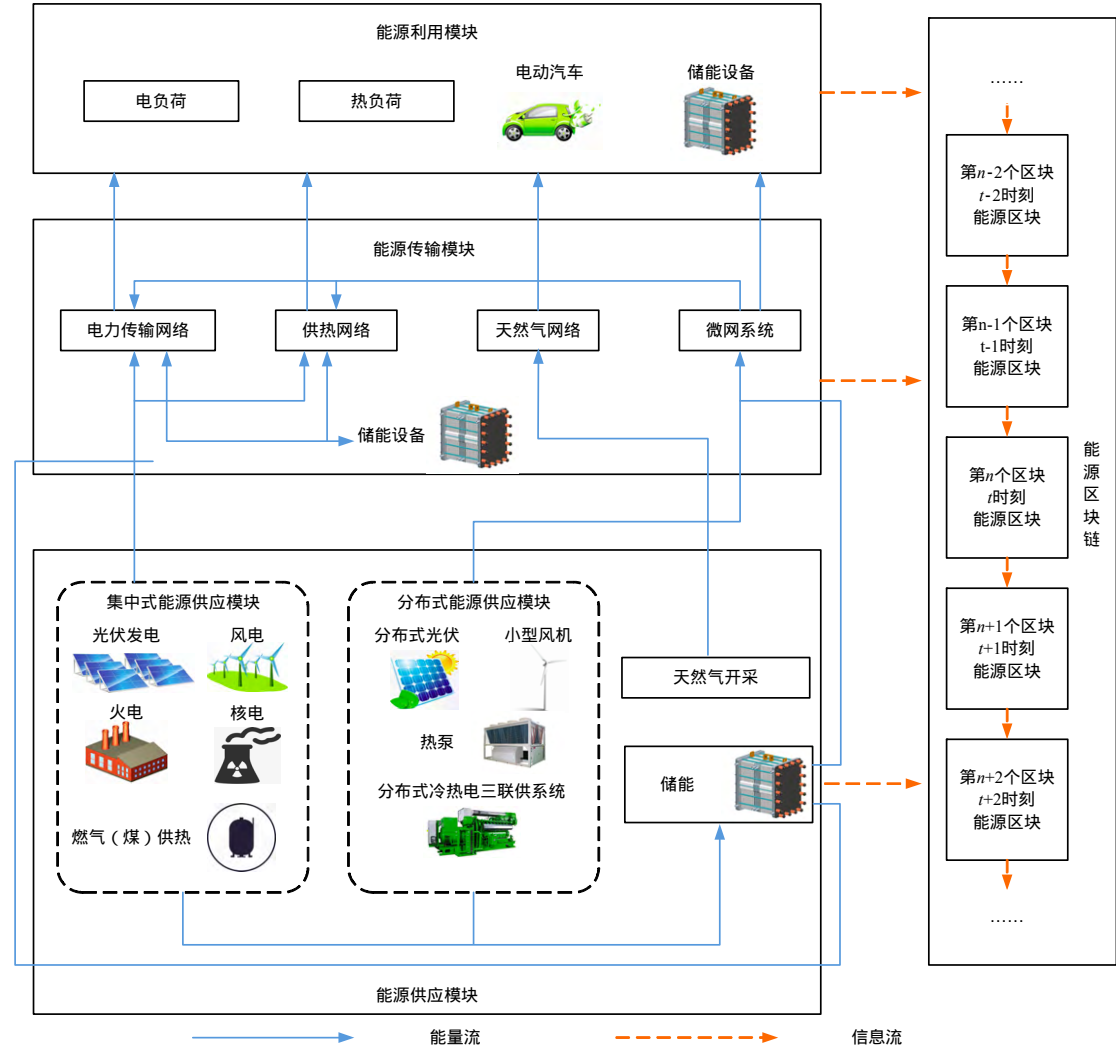 能源利用模块
电负荷
热负荷
电动汽车
储能设备
能源传输模块
电力传输网络
供热网络
天然气网络
微网系统
储能设备
集中式能源供应模块
光伏发电
风电
火电
核电
燃气（煤）供热
分布式能源供应模块
分布式光伏
小型风机
热泵
分布式冷热电三联供系统
天然气开采
储能
能源供应模块
……
第n-2个区块
t-2时刻
能源区块
第n-1个区块
t-1时刻
能源区块
第n个区块
t时刻
能源区块
第n+1个区块
t+1时刻
能源区块
第n+2个区块
t+2时刻
能源区块
……
能源区块链
能量流
信息流